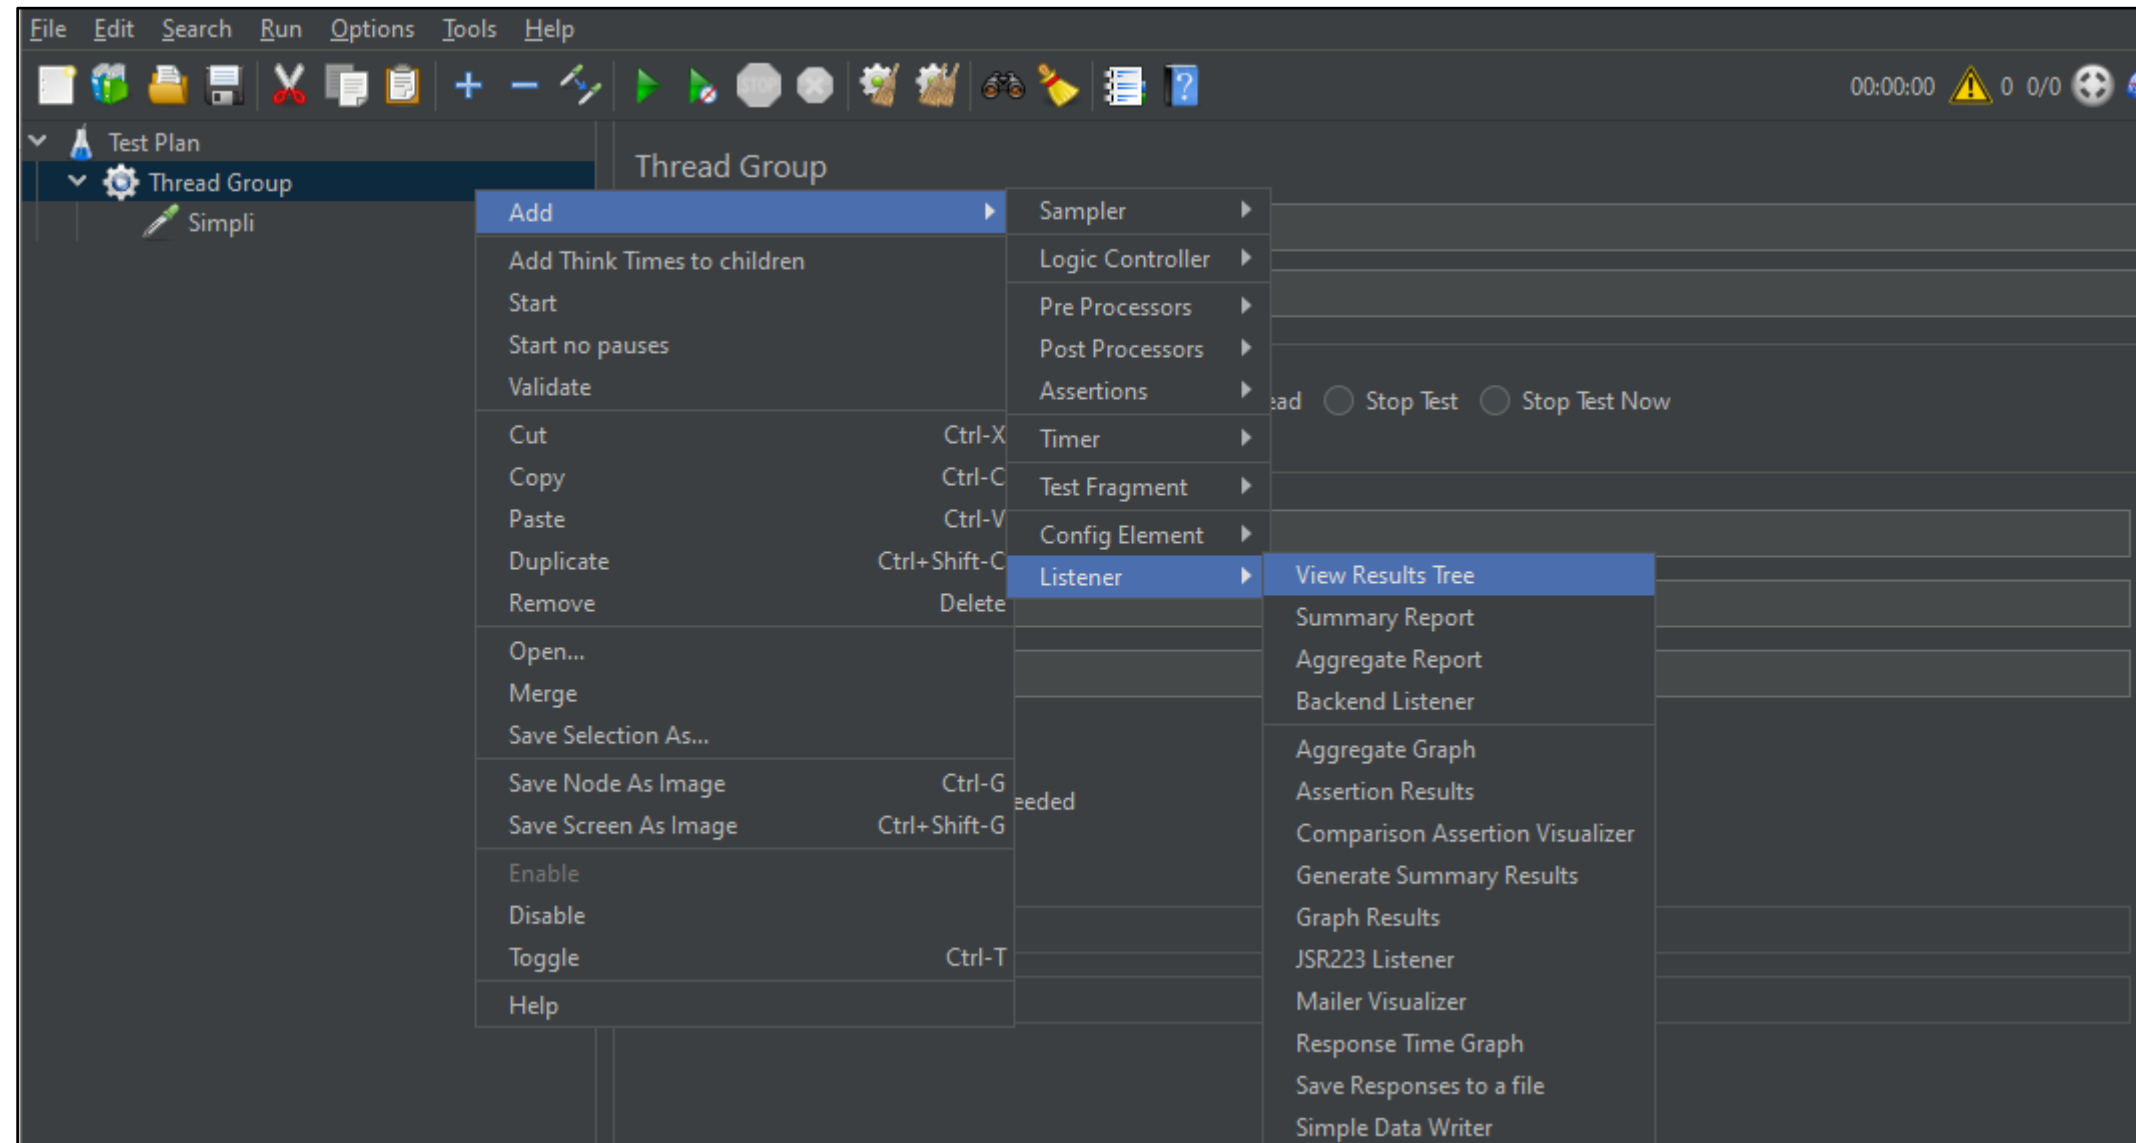 File Edit Search Run Options Tools Help
STOP
00:00:00 0 0/0
Test Plan
Thread Group
Simpli
Thread Group
Add
Add Think Times to children
Start
Start no pauses
Validate
Cut Ctrl-X
Copy Ctrl-C
Paste Ctrl-V
Duplicate Ctrl+Shift-C
Remove Delete
Open...
Merge
Save Selection As...
Save Node As Image Ctrl-G
Save Screen As Image Ctrl+Shift-G
Enable
Disable
Toggle Ctrl-T
Help
Sampler
Logic Controller
Pre Processors
Post Processors
Assertions
Timer
Test Fragment
Config Element
Listener
ead Stop Test Stop Test Now
eeded
View Results Tree
Summary Report
Aggregate Report
Backend Listener
Aggregate Graph
Assertion Results
Comparison Assertion Visualizer
Generate Summary Results
Graph Results
JSR223 Listener
Mailer Visualizer
Response Time Graph
Save Responses to a file
Simple Data Writer